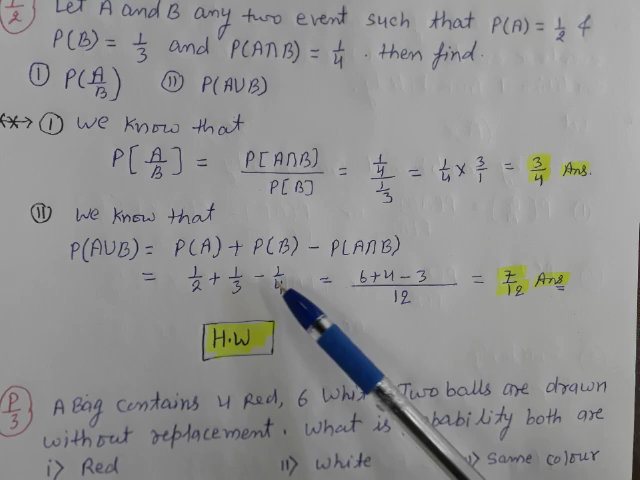 1/2 Let A and B any two event such that P(A) = 1/2 &
P(B) = 1/3 and P(A∩B) = 1/4 . then find.
① P(A/B) ② P(AUB)
**→ ① we know that
P[A/B] = P[A∩B]/P[B] = 1/4/1/3 = 1/4 × 3/1 = 3/4 Ans.
② we know that
P(AUB) = P(A) + P(B) - P(A∩B)
= 1/2 + 1/3 - 1/4 = 6+4-3/12 = 7/12 Ans
H.W
P/3 A Bag contains 4 Red, 6 Two balls are drawn
without replacement. What is both are
i> Red ii> white same colour